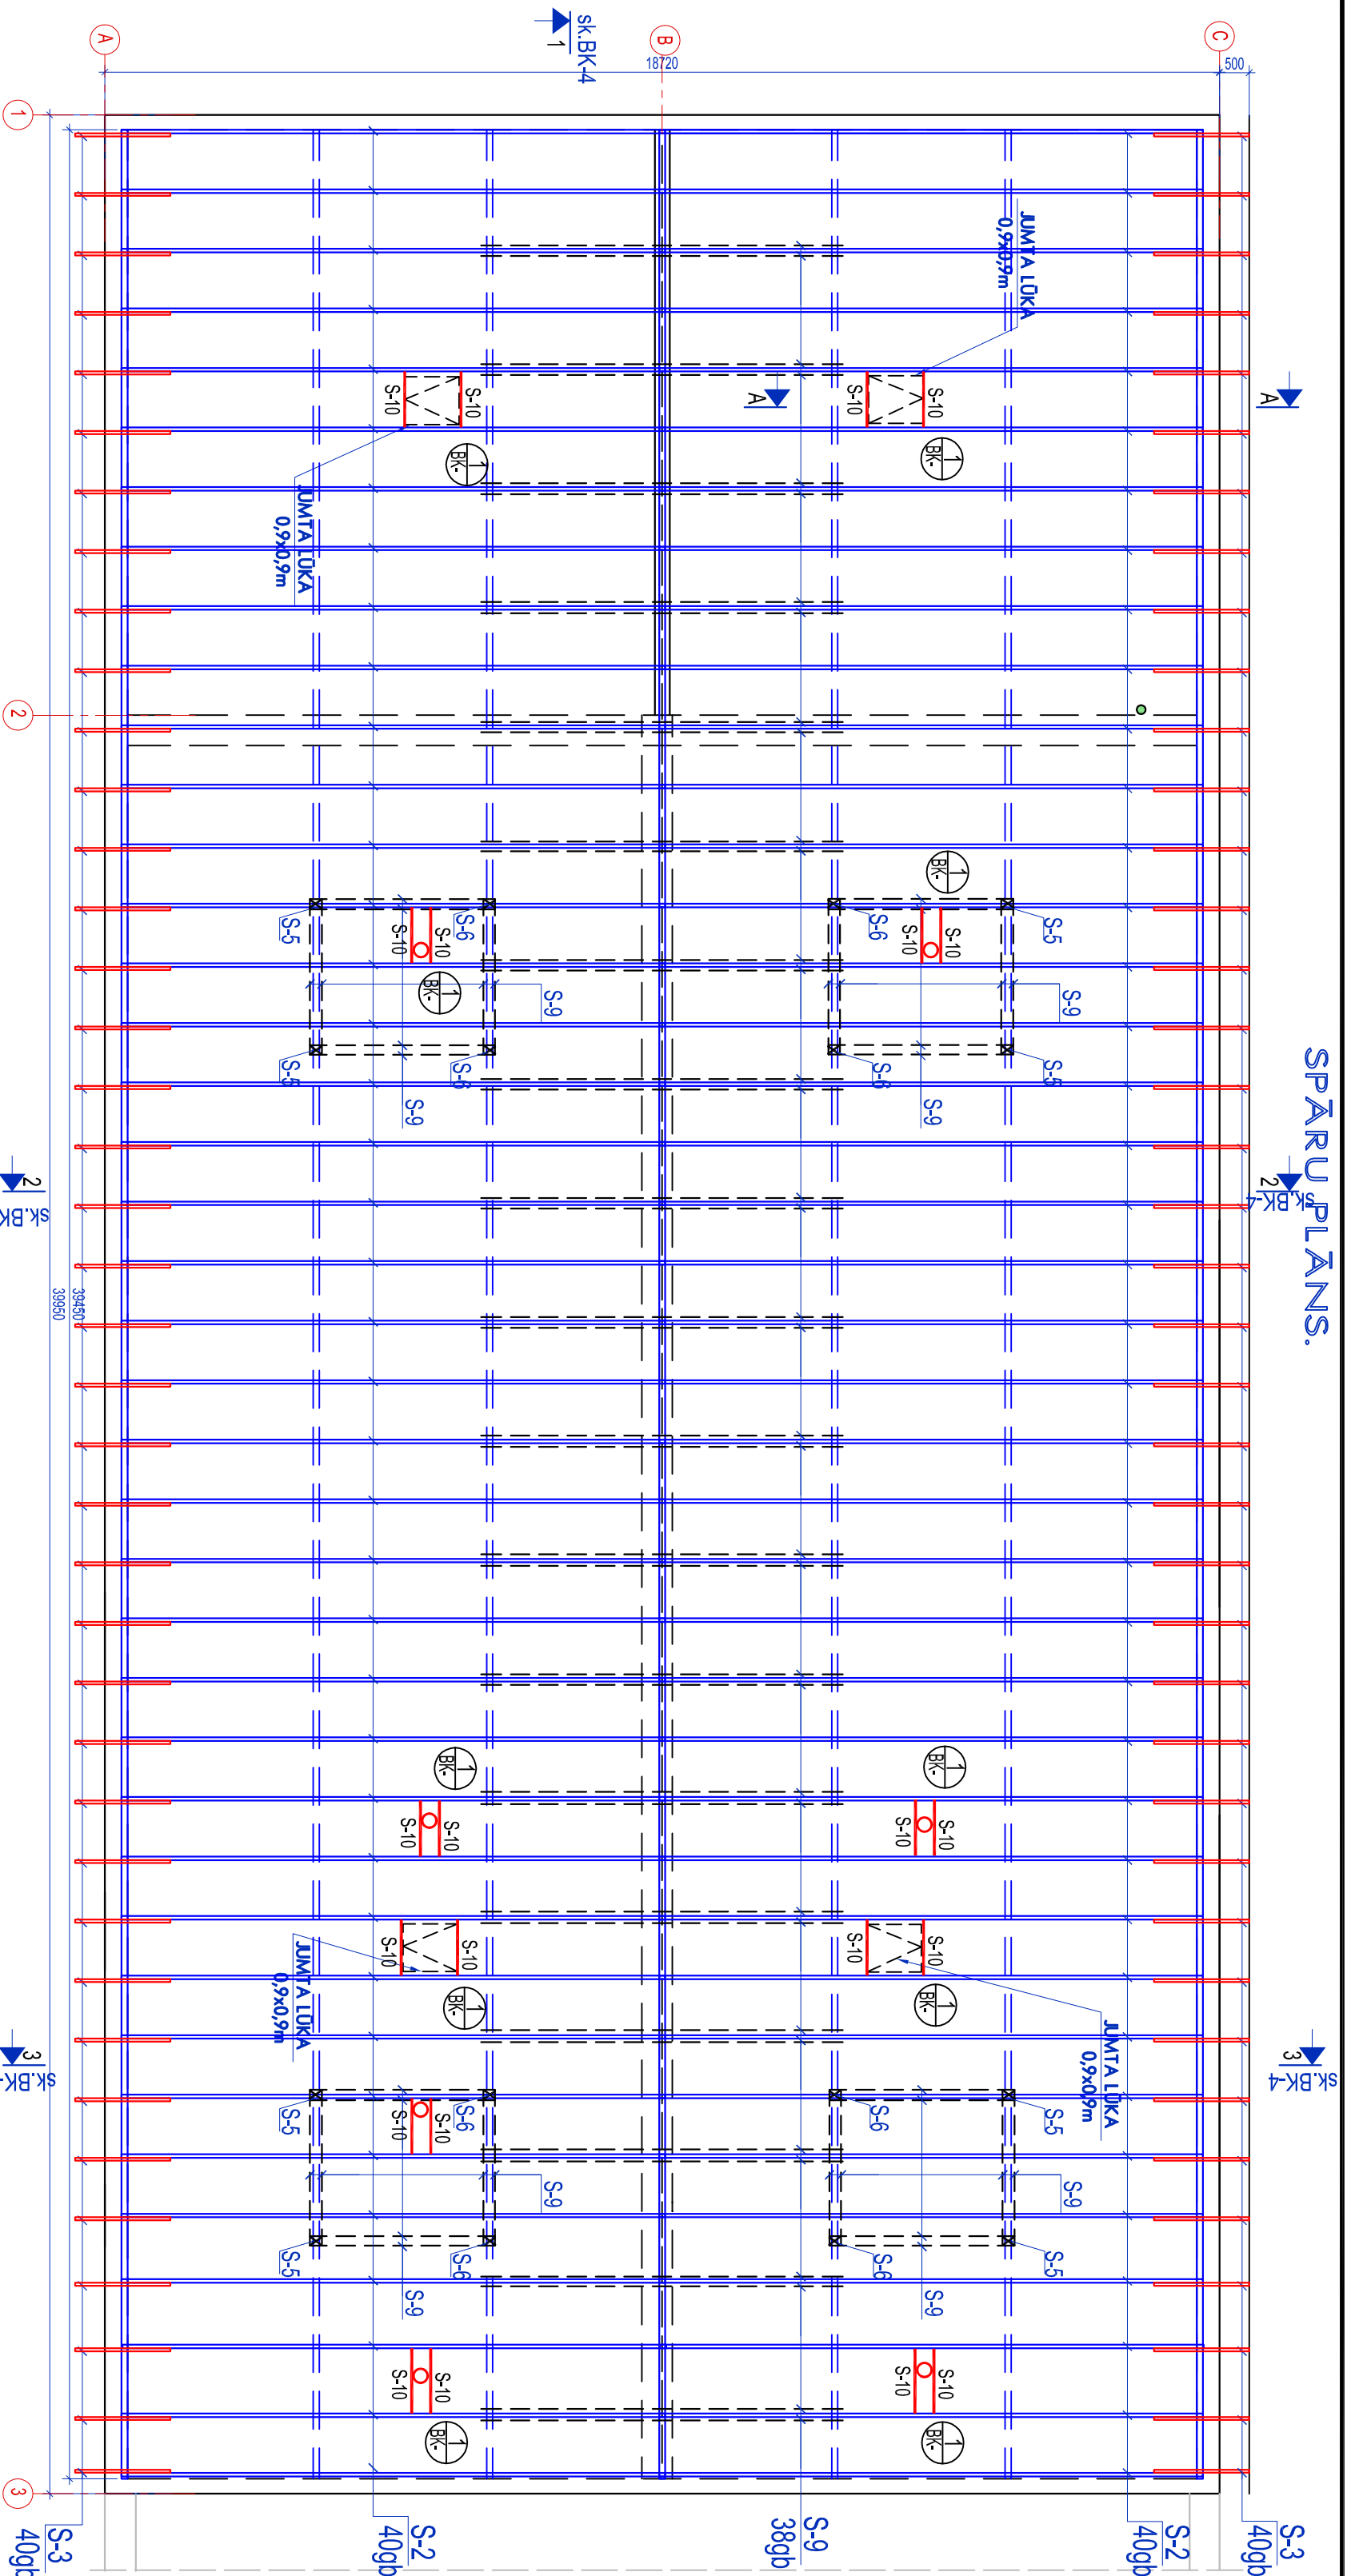 SPĀRU PLĀNS.
sk.BK-4
1
A
B
C
18720
500
1
2
3
JUMTA LŪKA
0,9x0,9m
S-10
S-10
1
BK-
A
A
S-10
S-10
1
BK-
JUMTA LŪKA
0,9x0,9m
1
BK-
S-5
S-6
S-10
S-10
S-9
S-5
S-6
S-9
S-6
S-5
S-10
S-10
1
BK-
S-9
S-6
S-5
S-9
2
sk.BK-4
2
sk.BK
39450
39950
1
BK-
S-10
S-10
1
BK-
S-10
S-10
S-10
S-10
1
BK-
JUMTA LŪKA
0,9x0,9m
S-10
S-10
1
BK-
JUMTA LŪKA
0,9x0,9m
3
sk.BK-4
3
sk.BK-
S-5
S-6
S-9
S-5
S-6
S-9
S-6
S-5
S-10
S-10
S-9
S-6
S-5
S-9
S-10
S-10
1
BK-
S-10
S-10
1
BK-
S-3
40gb
S-2
40gb
S-9
38gb
S-2
40gb
S-3
40gb